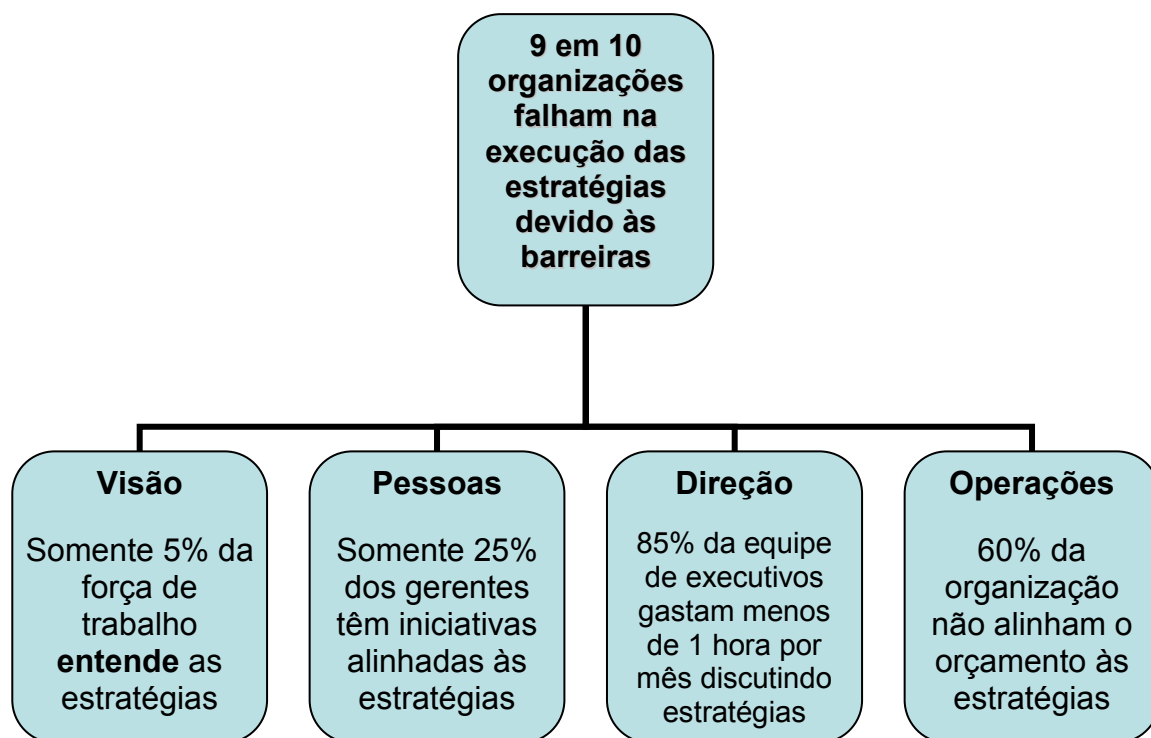 9 em 10
organizações
falham na
execução das
estratégias
devido às
barreiras
Visão
Somente 5% da
força de
trabalho
entende as
estratégias
Pessoas
Somente 25%
dos gerentes
têm iniciativas
alinhadas às
estratégias
Direção
85% da equipe
de executivos
gastam menos
de 1 hora por
mês discutindo
estratégias
Operações
60% da
organização
não alinham o
orçamento às
estratégias